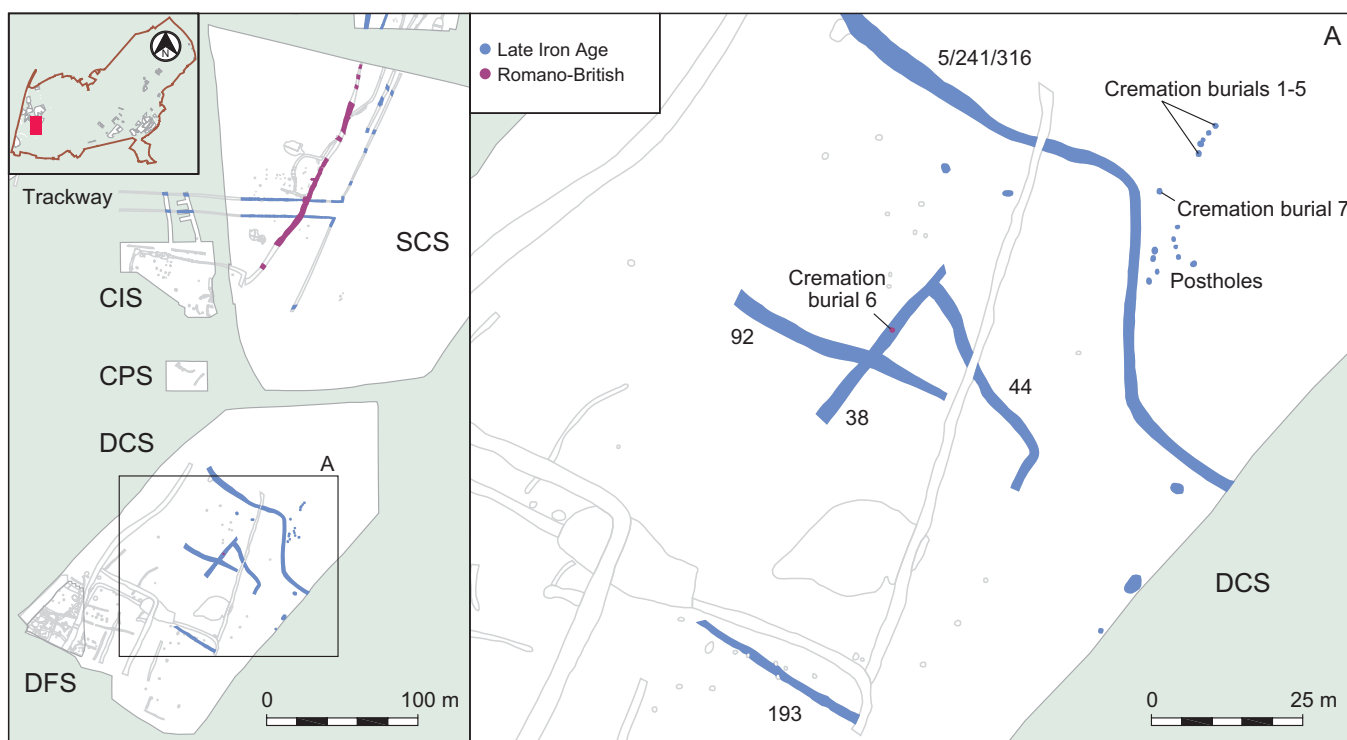 N
Trackway
SCS
CIS
CPS
DCS
A
DFS
0
100 m
Late Iron Age
Romano-British
A
5/241/316
Cremation burials 1-5
Cremation burial 7
Postholes
Cremation
burial 6
92
38
44
193
DCS
0
25 m